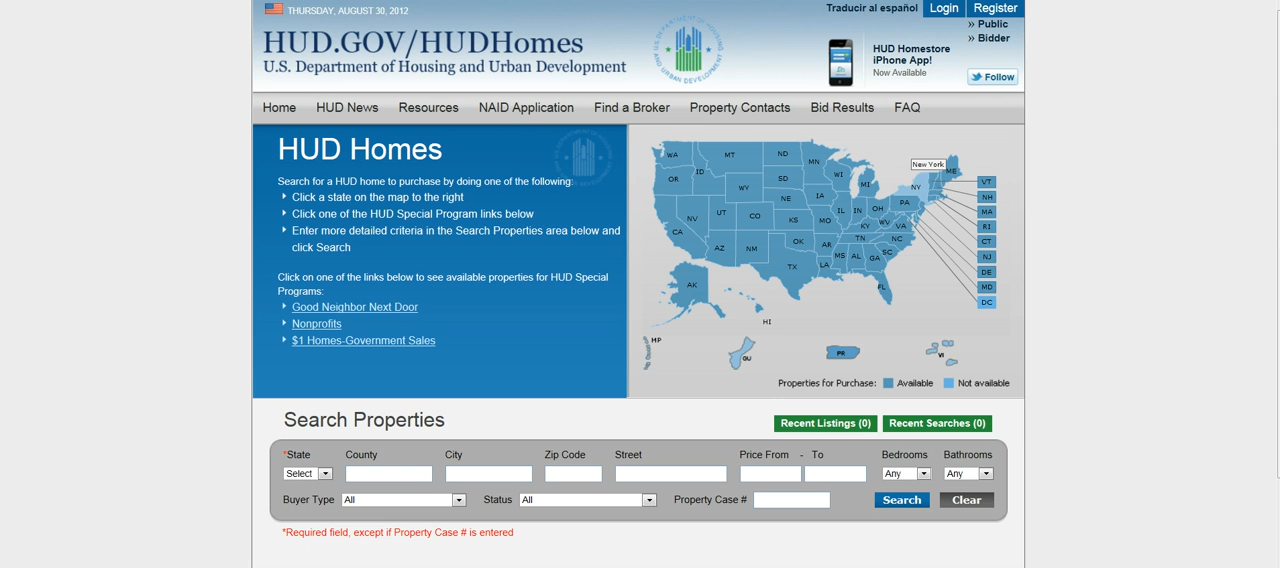 THURSDAY, AUGUST 30, 2012
Traducir al español
Login
Register
» Public
» Bidder
HUD.GOV/HUDHomes
U.S. Department of Housing and Urban Development
U.S. DEPARTMENT OF HOUSING AND URBAN DEVELOPMENT
HUD Homestore
iPhone App!
Now Available
Follow
Home HUD News Resources NAID Application Find a Broker Property Contacts Bid Results FAQ
HUD Homes
Search for a HUD home to purchase by doing one of the following:
Click a state on the map to the right
Click one of the HUD Special Program links below
Enter more detailed criteria in the Search Properties area below and
click Search
Click on one of the links below to see available properties for HUD Special
Programs:
Good Neighbor Next Door
Nonprofits
$1 Homes-Government Sales
WA MT ND MN
New York
ME
OR ID SD WI MI NY VT
WY NH
NE IA PA MA
NV UT CO IL IN OH RI
KS MO WV VA
CA KY CT
AZ NM OK AR TN NC NJ
MS AL GA SC DE
TX LA
AK FL MD
DC
HI
MP GU PR VI
Properties for Purchase: Available Not available
Search Properties
Recent Listings (0) Recent Searches (0)
*State County City Zip Code Street Price From - To Bedrooms Bathrooms
Select Any Any
Buyer Type All Status All Property Case # Search Clear
*Required field, except if Property Case # is entered